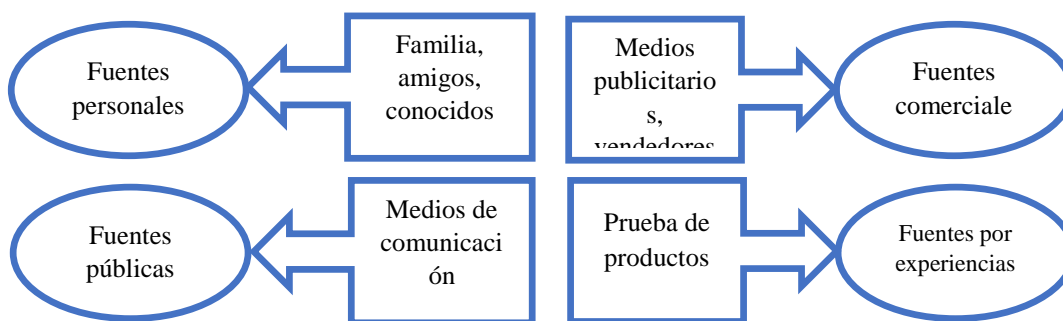 Fuentes
personales
Familia,
amigos,
conocidos
Medios
publicitario
s,
vendedores
Fuentes
comerciale
Fuentes
públicas
Medios de
comunicaci
ón
Prueba de
productos
Fuentes por
experiencias